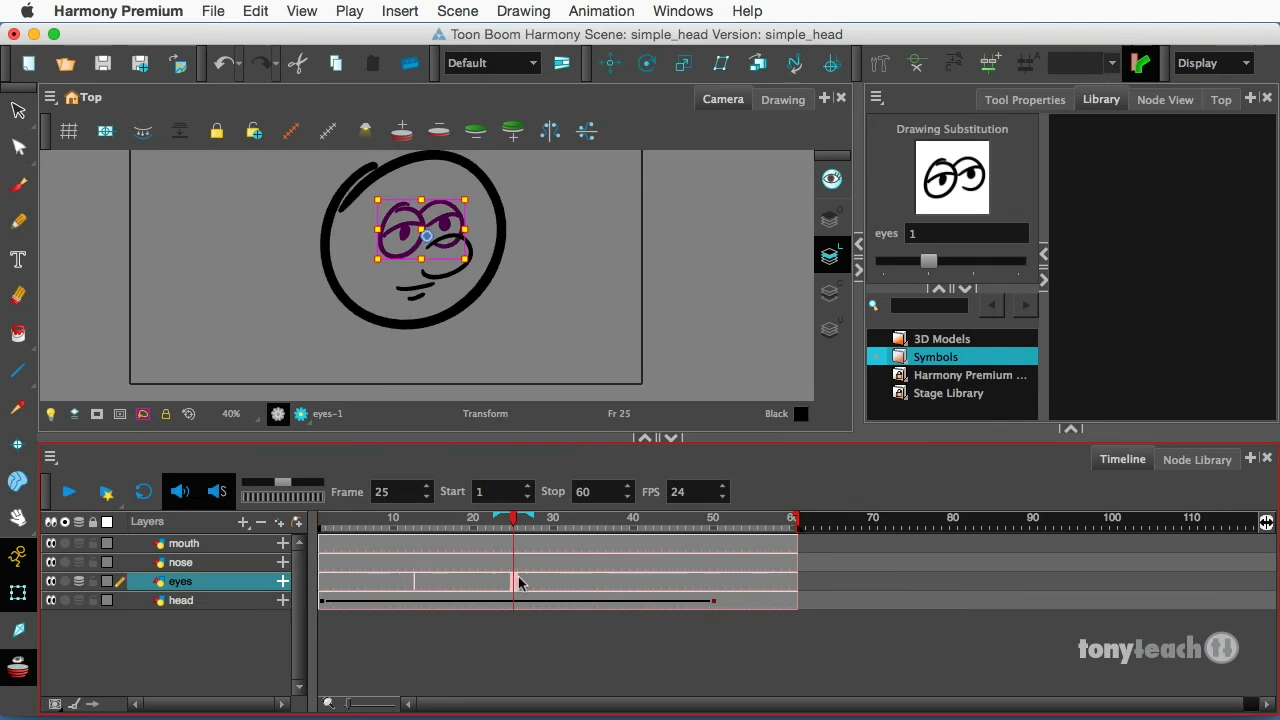 Harmony Premium File Edit View Play Insert Scene Drawing Animation Windows Help
Toon Boom Harmony Scene: simple_head Version: simple_head
Default
Display
Top
Camera
Drawing
Tool Properties
Library
Node View
Top
Drawing Substitution
eyes 1
3D Models
Symbols
Harmony Premium ...
Stage Library
40%
eyes-1
Transform
Fr 25
Black
Timeline
Node Library
Frame 25 Start 1 Stop 60 FPS 24
Layers
10 20 30 40 50 70 80 90 100 110
mouth
nose
eyes
head
tonyteach